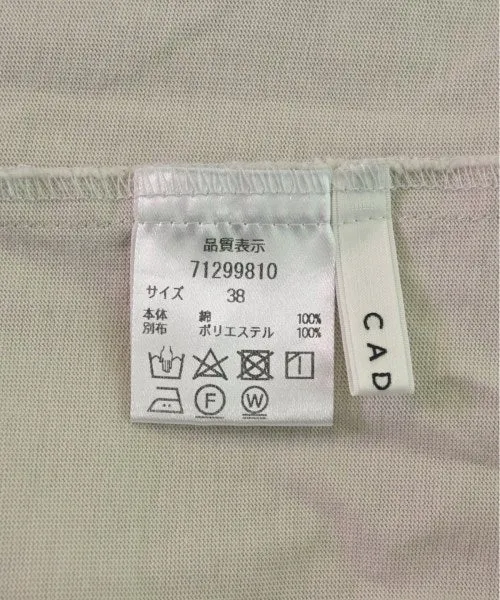 品質表示
71299810
サイズ 38
本体 綿 100%
別布 ポリエステル 100%
F W
CAD